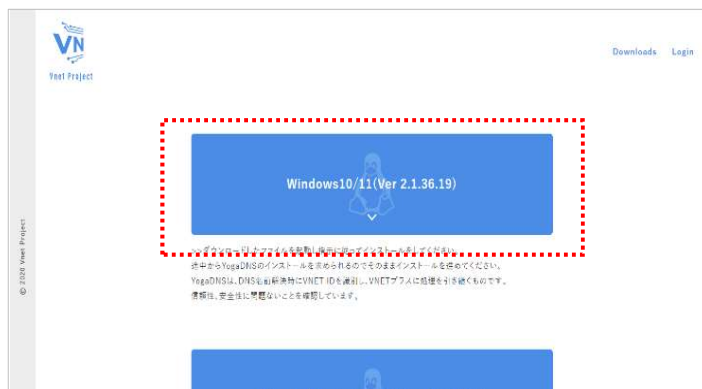 VN
Vnet Project
Downloads Login
Windows10/11(Ver 2.1.36.19)
>>ダウンロードしたファイルを起動し指示に従ってインストールをしてください。
途中からYogaDNSのインストールを求められるのでそのままインストールを進めてください。
YogaDNSは、DNS名前解決時にVNET IDを識別し、VNETプラスに処理を引き継ぐものです。
信頼性、安全性に問題ないことを確認しています。
© 2020 Vnet Project